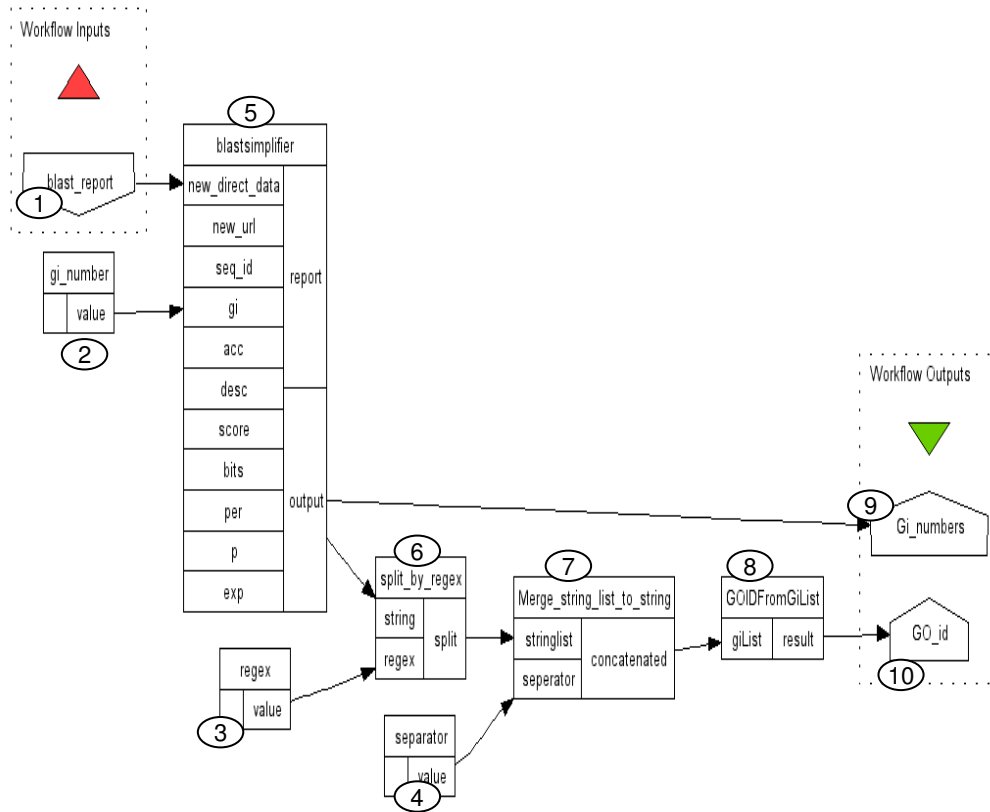 Workflow Inputs
blast_report
1
gi_number
value
2
5
blastsimplifier
new_direct_data
new_url
seq_id
gi
acc
desc
score
bits
per
p
exp
report
output
regex
value
3
6
split_by_regex
string
regex
split
separator
value
4
7
Merge_string_list_to_string
stringlist
seperator
concatenated
8
GOIDFromGiList
giList
result
Workflow Outputs
9
Gi_numbers
GO_id
10